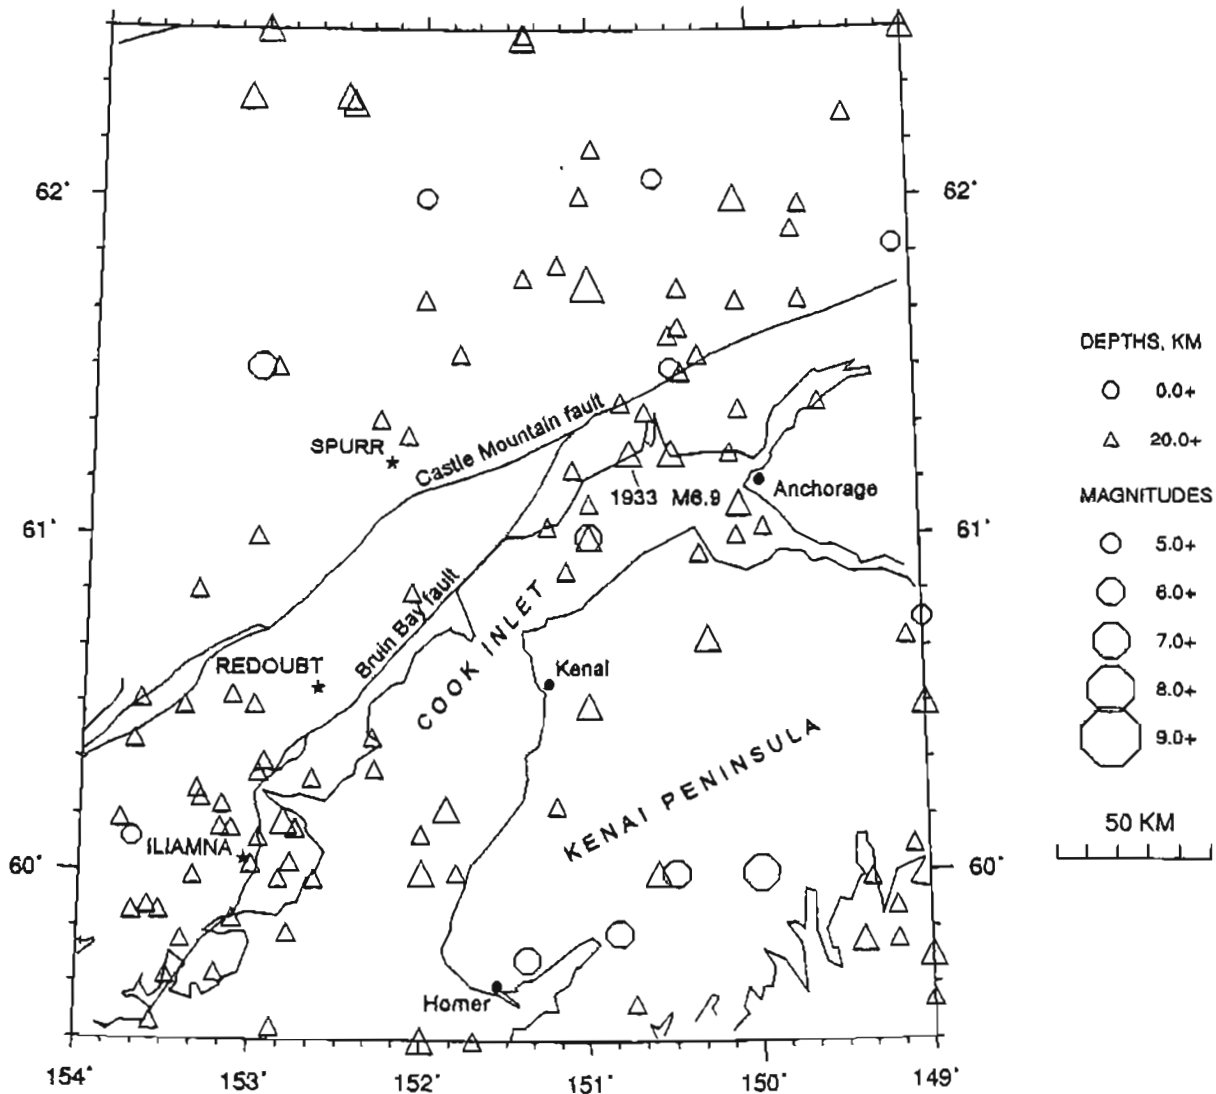 62°
62°
DEPTHS, KM
0.0+
20.0+
SPURR
Castle Mountain fault
MAGNITUDES
1933 M6.9
Anchorage
61°
61°
5.0+
6.0+
Bruin Bay fault
COOK INLET
7.0+
REDOUBT
Kenai
8.0+
9.0+
KENAI PENINSULA
50 KM
ILIAMNA
60°
60°
Homer
154°
153°
152°
151°
150°
149°